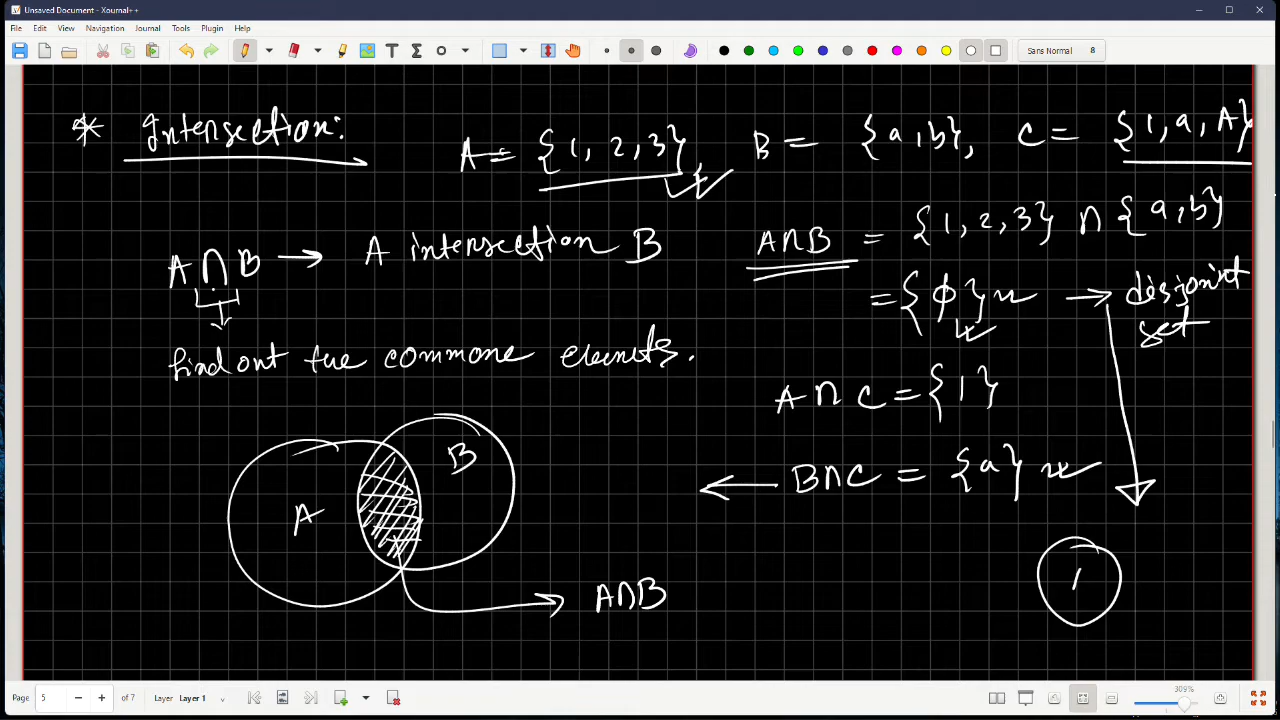 Unsaved Document - Xournal++
File Edit View Navigation Journal Tools Plugin Help
Sans Normal 8
* Intersection:
A = {1, 2, 3} B = {a, b}, C = {1, a, A}
A∩B → A intersection B
find out the commone elements.
A∩B = {1, 2, 3} ∩ {a, b}
= {ϕ} → disjoint set
A ∩ C = {1}
B∩C = {a}
A
B
A∩B
1
Page 5 of 7 Layer Layer 1
309%